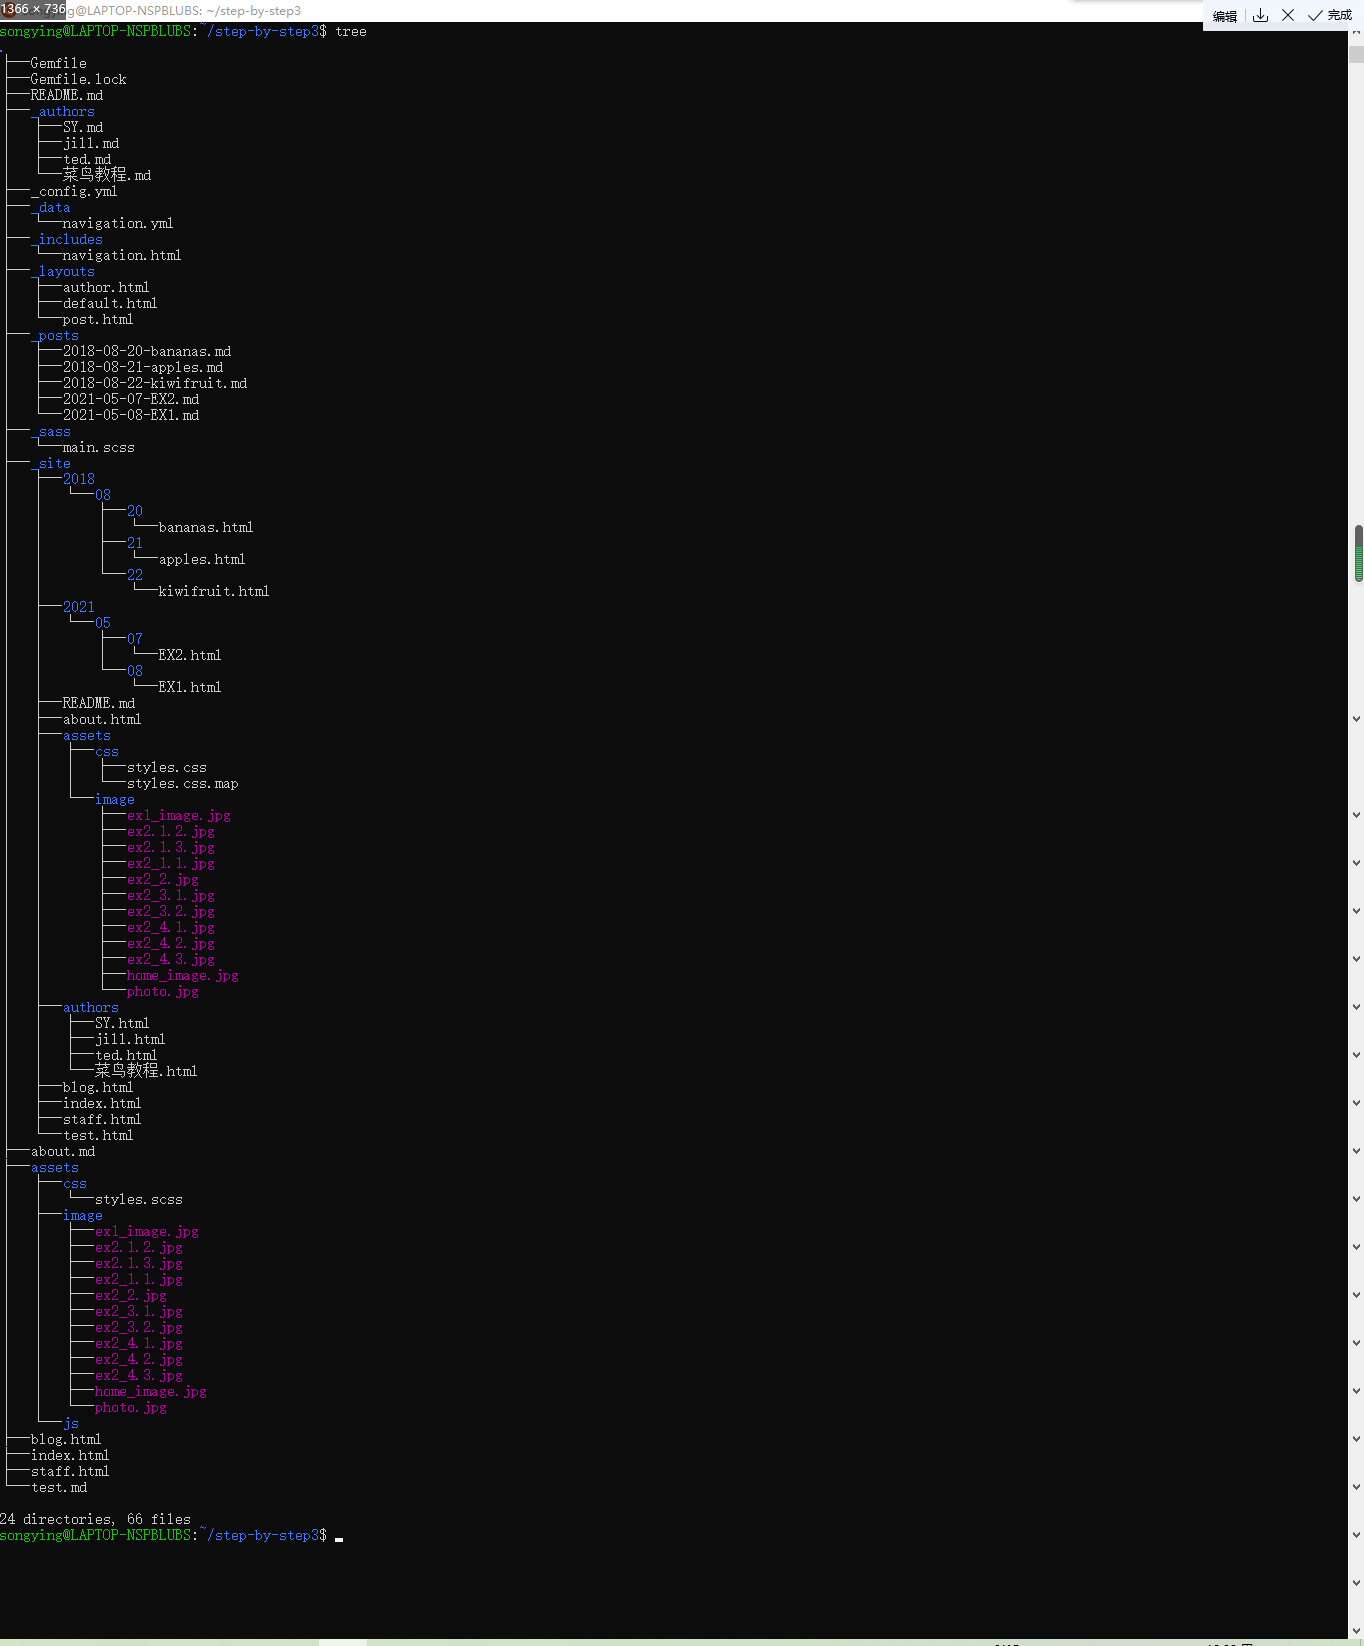 1366 × 736
g@LAPTOP-NSPBLUBS: ~/step-by-step3
编辑
完成
songying@LAPTOP-NSPBLUBS:~/step-by-step3$ tree
.
├──Gemfile
├──Gemfile.lock
├──README.md
├──_authors
│   ├──SY.md
│   ├──jill.md
│   ├──ted.md
│   └──菜鸟教程.md
├──_config.yml
├──_data
│   └──navigation.yml
├──_includes
│   └──navigation.html
├──_layouts
│   ├──author.html
│   ├──default.html
│   └──post.html
├──_posts
│   ├──2018-08-20-bananas.md
│   ├──2018-08-21-apples.md
│   ├──2018-08-22-kiwifruit.md
│   ├──2021-05-07-EX2.md
│   └──2021-05-08-EX1.md
├──_sass
│   └──main.scss
├──_site
│   ├──2018
│   │   └──08
│   │       ├──20
│   │       │   └──bananas.html
│   │       ├──21
│   │       │   └──apples.html
│   │       └──22
│   │           └──kiwifruit.html
│   ├──2021
│   │   └──05
│   │       ├──07
│   │       │   └──EX2.html
│   │       └──08
│   │           └──EX1.html
│   ├──README.md
│   ├──about.html
│   ├──assets
│   │   ├──css
│   │   │   ├──styles.css
│   │   │   └──styles.css.map
│   │   └──image
│   │       ├──ex1_image.jpg
│   │       ├──ex2.1.2.jpg
│   │       ├──ex2.1.3.jpg
│   │       ├──ex2_1.1.jpg
│   │       ├──ex2_2.jpg
│   │       ├──ex2_3.1.jpg
│   │       ├──ex2_3.2.jpg
│   │       ├──ex2_4.1.jpg
│   │       ├──ex2_4.2.jpg
│   │       ├──ex2_4.3.jpg
│   │       ├──home_image.jpg
│   │       └──photo.jpg
│   ├──authors
│   │   ├──SY.html
│   │   ├──jill.html
│   │   ├──ted.html
│   │   └──菜鸟教程.html
│   ├──blog.html
│   ├──index.html
│   ├──staff.html
│   └──test.html
├──about.md
├──assets
│   ├──css
│   │   └──styles.scss
│   ├──image
│   │   ├──ex1_image.jpg
│   │   ├──ex2.1.2.jpg
│   │   ├──ex2.1.3.jpg
│   │   ├──ex2_1.1.jpg
│   │   ├──ex2_2.jpg
│   │   ├──ex2_3.1.jpg
│   │   ├──ex2_3.2.jpg
│   │   ├──ex2_4.1.jpg
│   │   ├──ex2_4.2.jpg
│   │   ├──ex2_4.3.jpg
│   │   ├──home_image.jpg
│   │   └──photo.jpg
│   └──js
├──blog.html
├──index.html
├──staff.html
└──test.md
24 directories, 66 files
songying@LAPTOP-NSPBLUBS:~/step-by-step3$